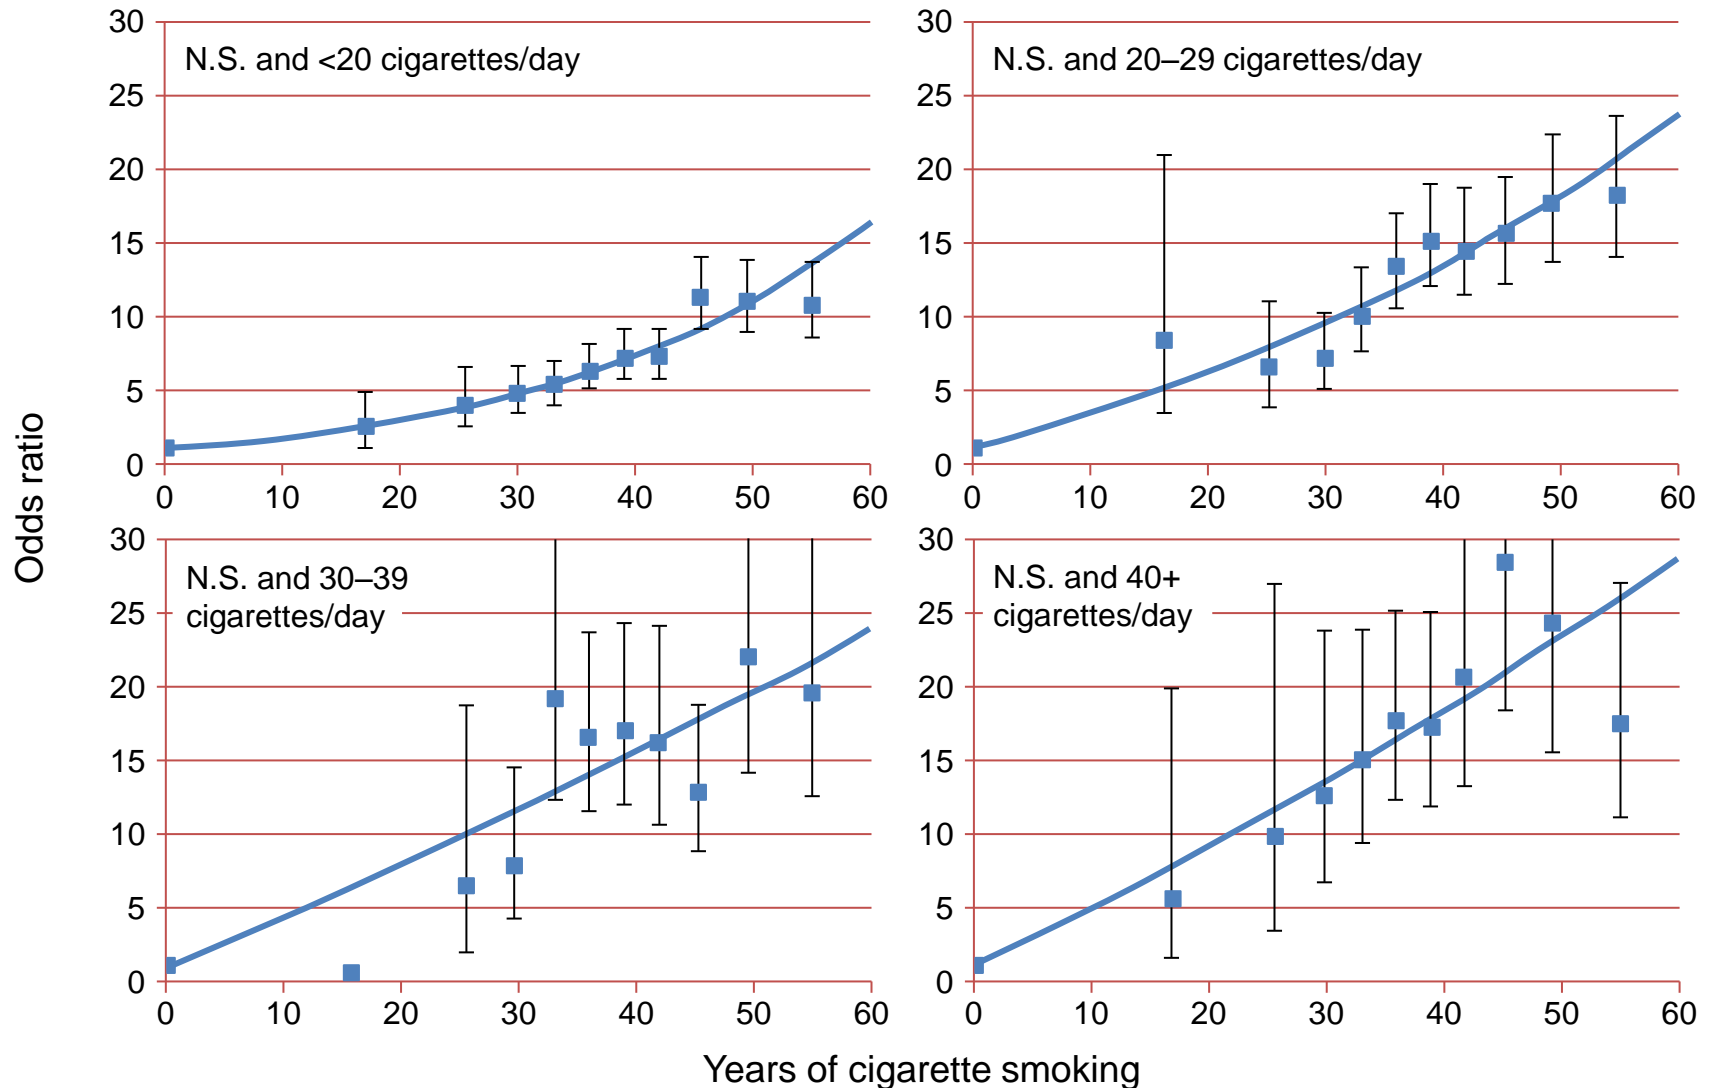 Odds ratio
30
25
20
15
10
5
0
N.S. and <20 cigarettes/day
0 10 20 30 40 50 60
30
25
20
15
10
5
0
N.S. and 20–29 cigarettes/day
0 10 20 30 40 50 60
30
25
20
15
10
5
0
N.S. and 30–39
cigarettes/day
0 10 20 30 40 50 60
30
25
20
15
10
5
0
N.S. and 40+
cigarettes/day
0 10 20 30 40 50 60
Years of cigarette smoking